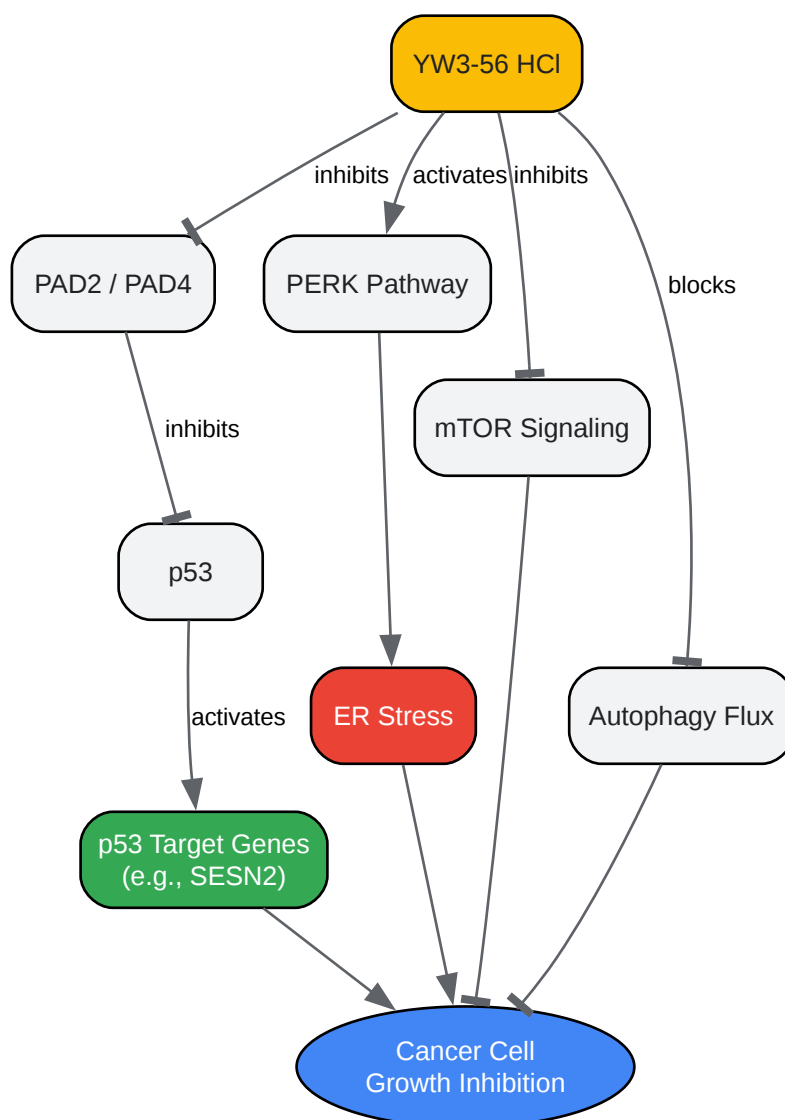 YW3-56 HCl
inhibits
activates
inhibits
PAD2 / PAD4
PERK Pathway
blocks
mTOR Signaling
inhibits
p53
ER Stress
Autophagy Flux
activates
p53 Target Genes
(e.g., SESN2)
Cancer Cell
Growth Inhibition